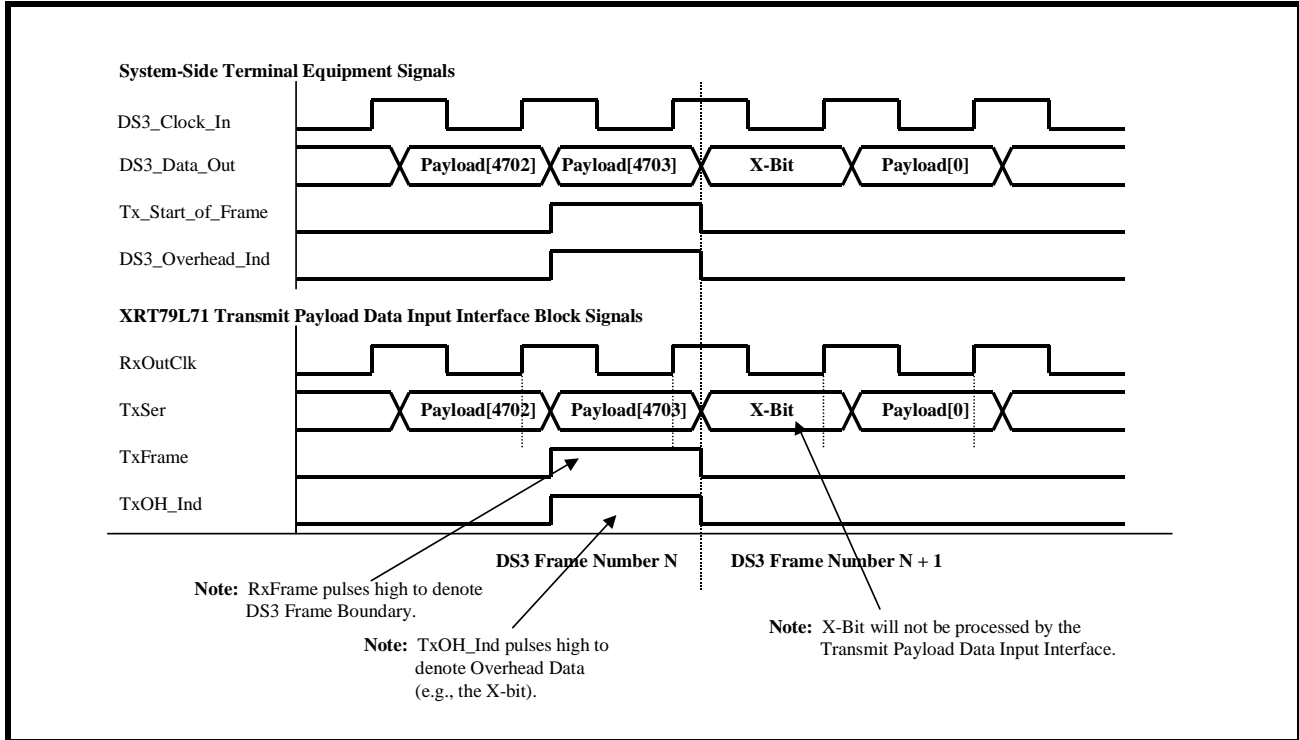 System-Side Terminal Equipment Signals
DS3_Clock_In
DS3_Data_Out
Payload[4702] Payload[4703] X-Bit Payload[0]
Tx_Start_of_Frame
DS3_Overhead_Ind
XRT79L71 Transmit Payload Data Input Interface Block Signals
RxOutClk
TxSer
Payload[4702] Payload[4703] X-Bit Payload[0]
TxFrame
TxOH_Ind
DS3 Frame Number N DS3 Frame Number N + 1
Note: RxFrame pulses high to denote
DS3 Frame Boundary.
Note: TxOH_Ind pulses high to
denote Overhead Data
(e.g., the X-bit).
Note: X-Bit will not be processed by the
Transmit Payload Data Input Interface.